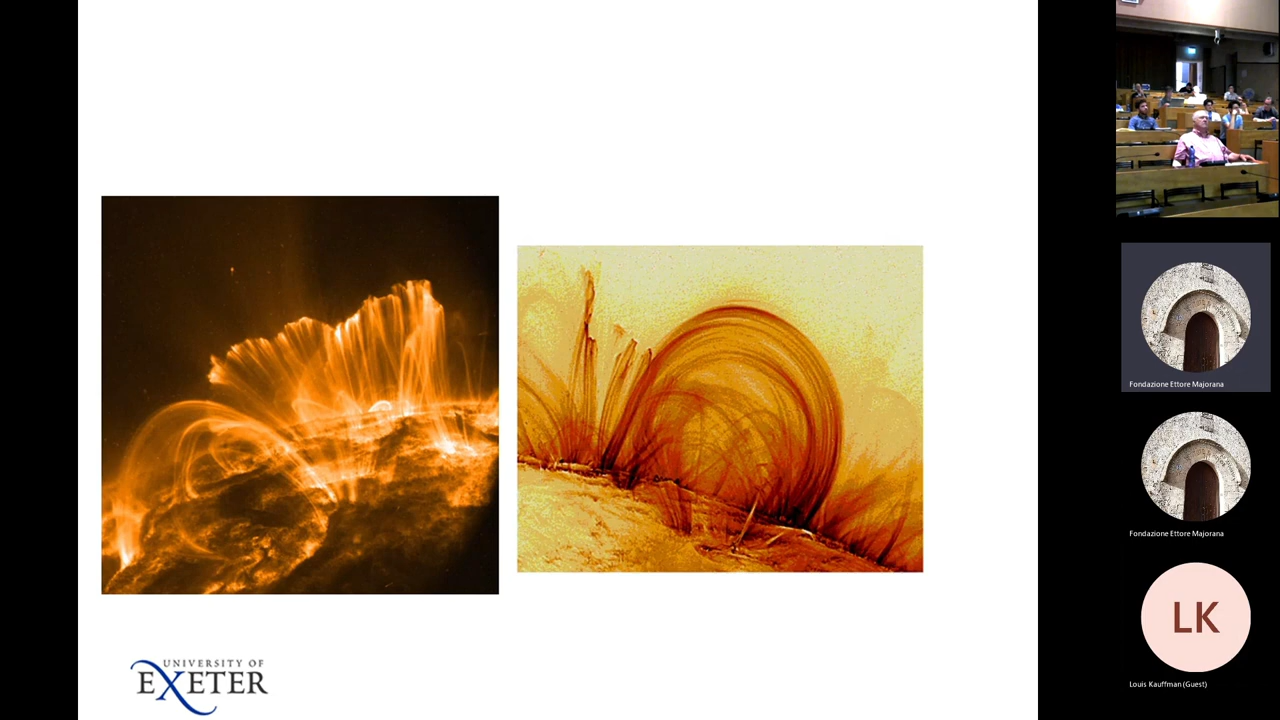 UNIVERSITY OF
EXETER
Fondazione Ettore Majorana
Fondazione Ettore Majorana
LK
Louis Kauffman (Guest)